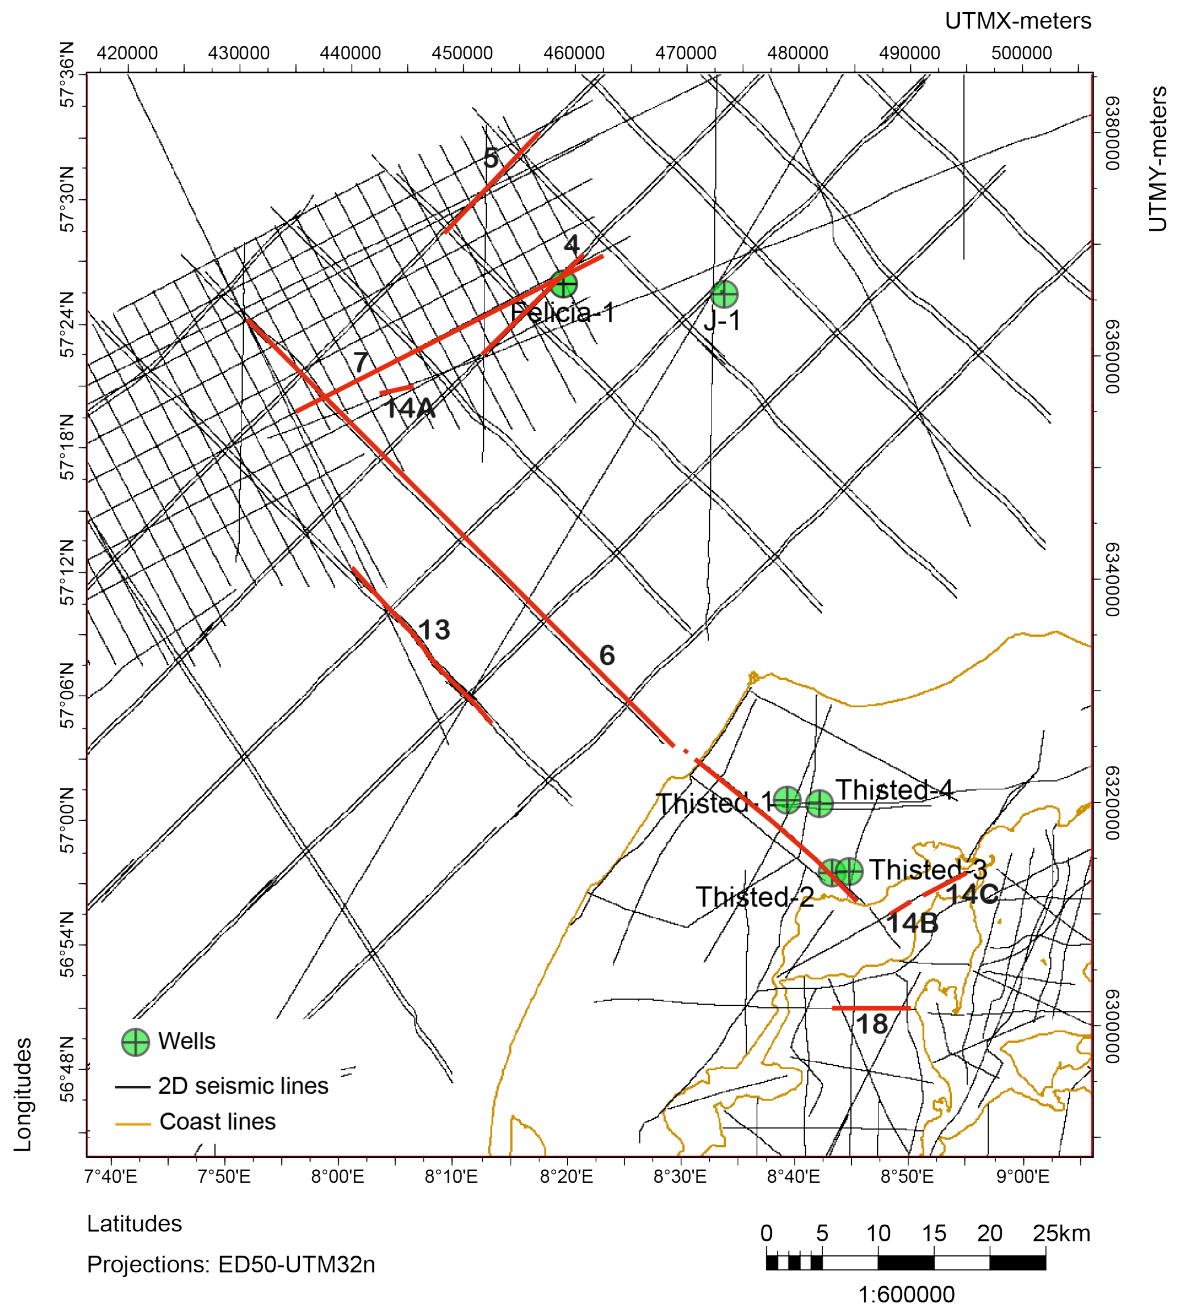 UTMX-meters
420000 430000 440000 450000 460000 470000 480000 490000 500000
57°36'N
57°30'N
57°24'N
57°18'N
57°12'N
57°06'N
57°00'N
56°54'N
56°48'N
UTMY-meters
6380000
6360000
6340000
6320000
6300000
5
4
Felicia-1
J-1
7
14A
13
6
Thisted-4
Thisted-1
Thisted-3
Thisted-2
14C
14B
18
Wells
2D seismic lines
Coast lines
Longitudes
7°40'E 7°50'E 8°00'E 8°10'E 8°20'E 8°30'E 8°40'E 8°50'E 9°00'E
Latitudes
Projections: ED50-UTM32n
0 5 10 15 20 25km
1:600000